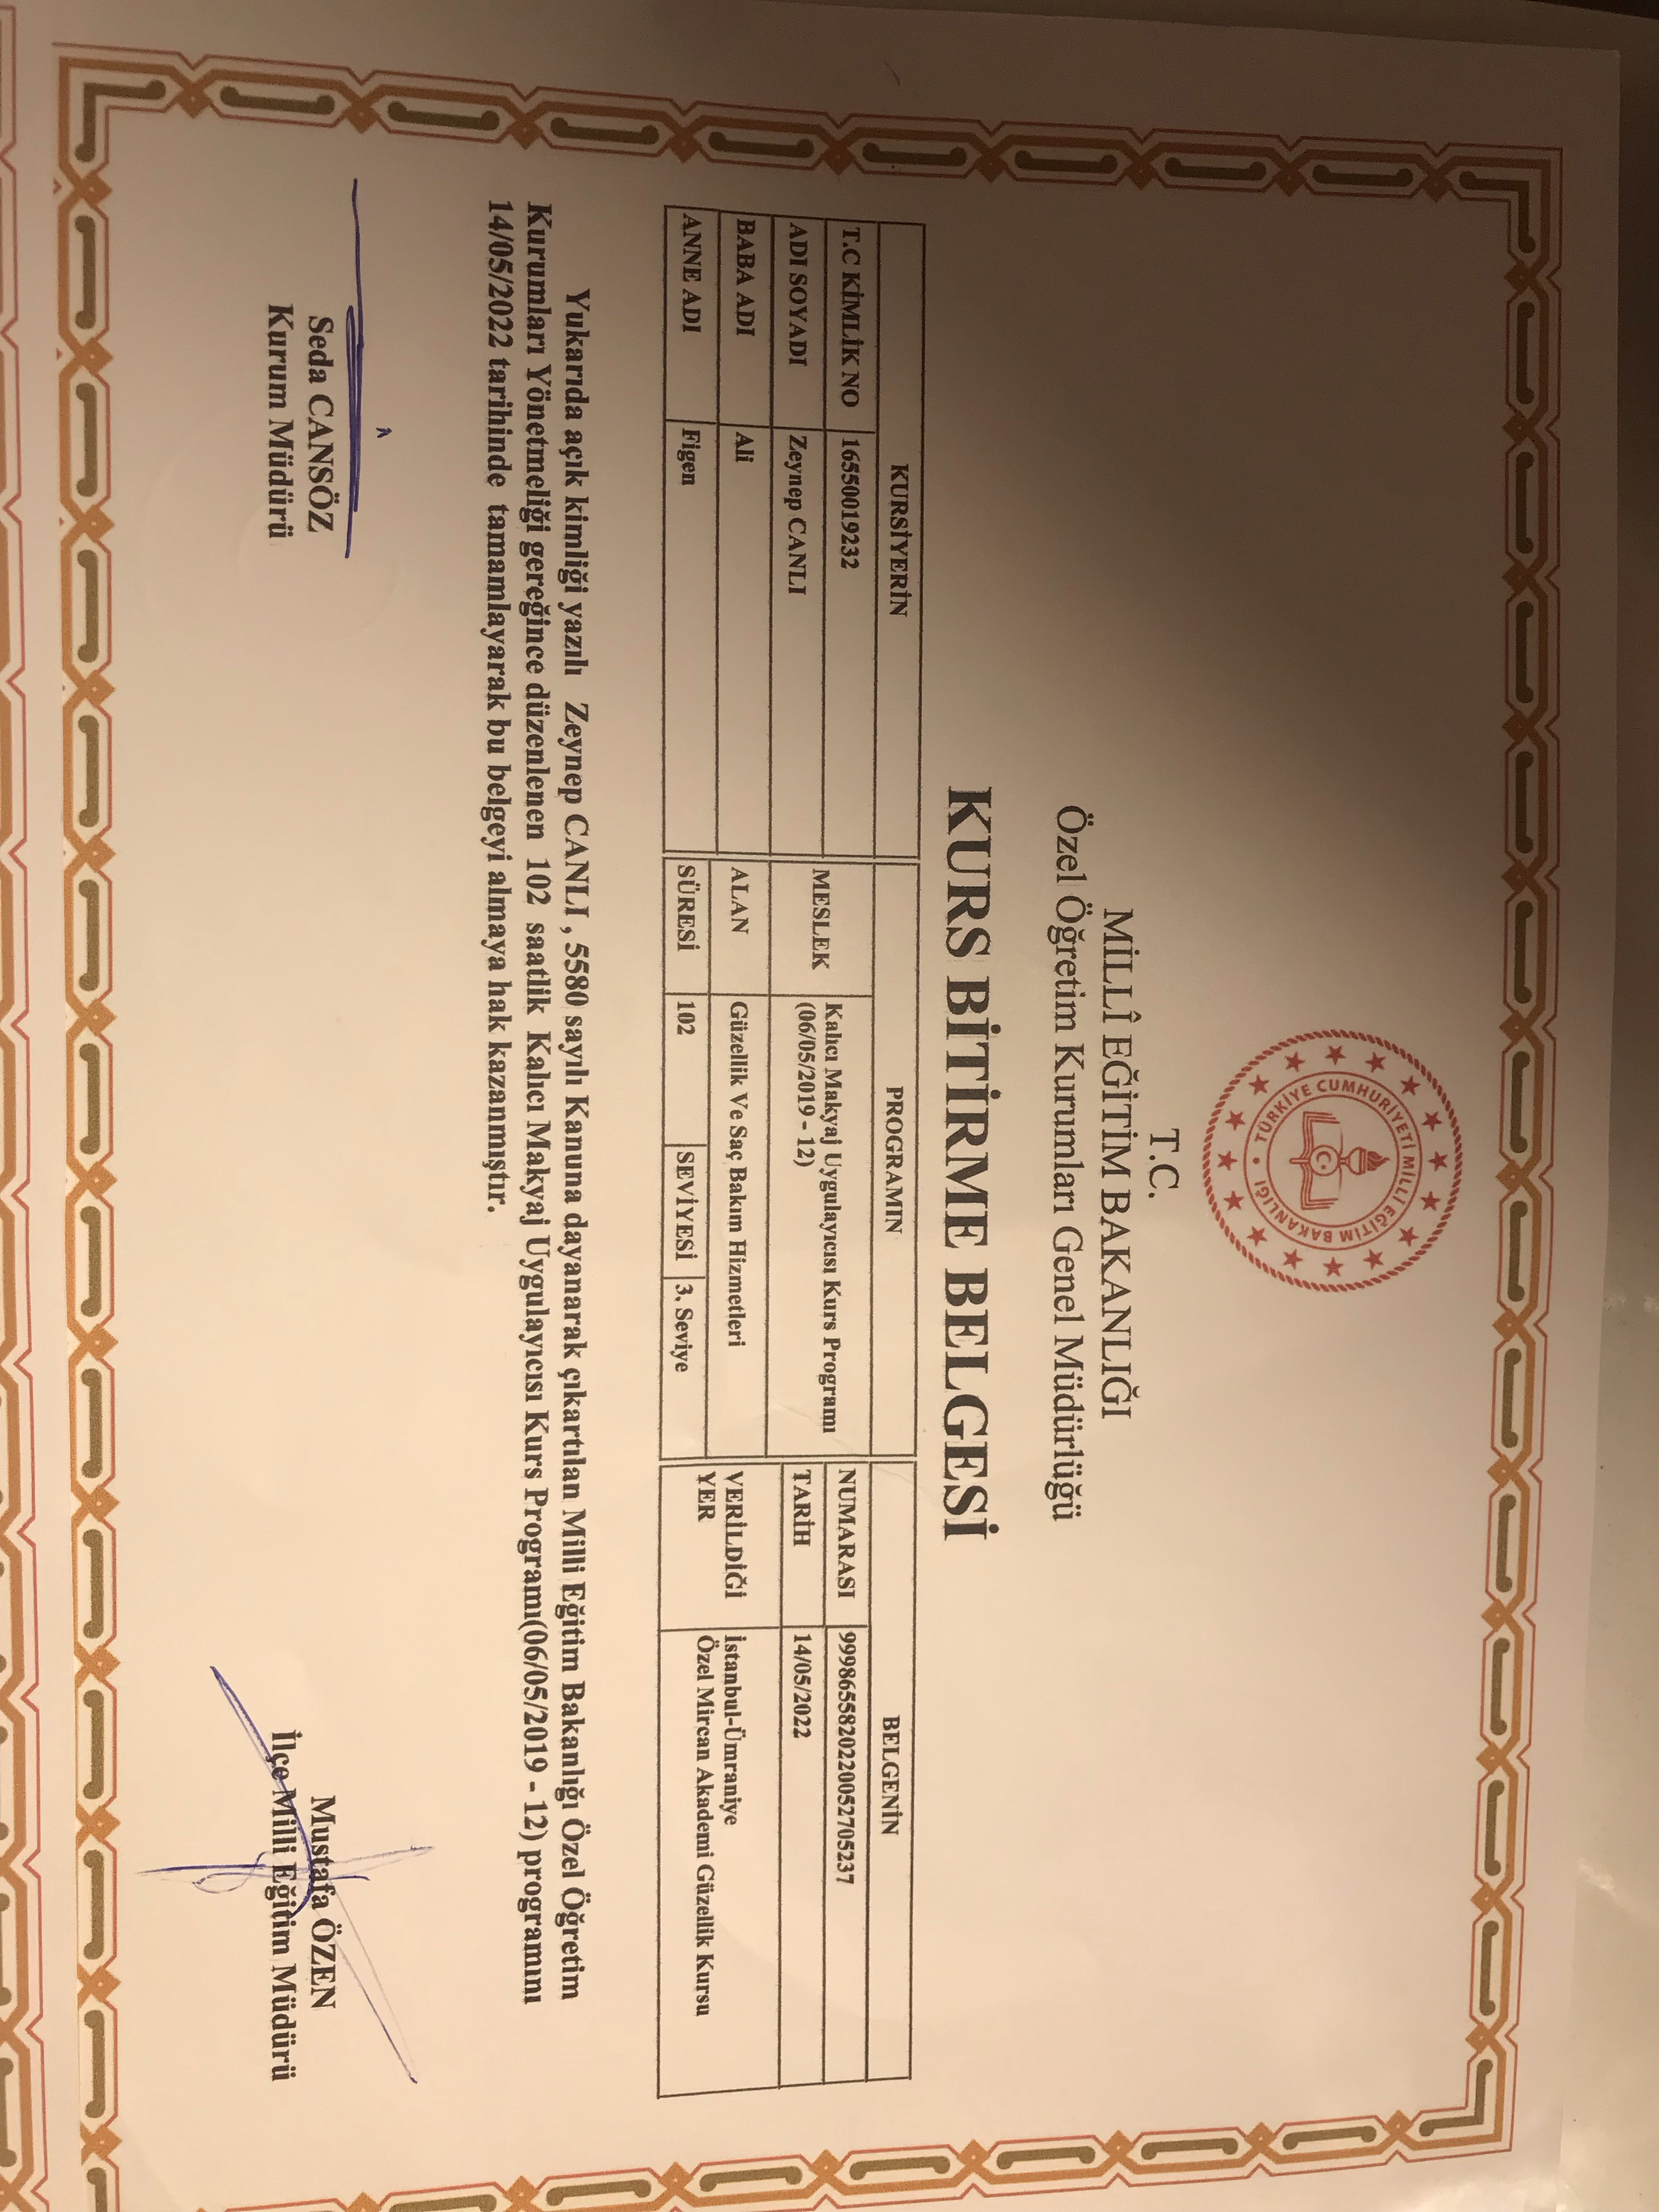 TÜRKİYE CUMHURİYETİ MİLLÎ EĞİTİM BAKANLIĞI
T.C.
MİLLÎ EĞİTİM BAKANLIĞI
Özel Öğretim Kurumları Genel Müdürlüğü
KURS BİTİRME BELGESİ
KURSİYERİN
T.C KİMLİK NO 16550019232
ADI SOYADI Zeynep CANLI
BABA ADI Ali
ANNE ADI Figen
PROGRAMIN
MESLEK Kalıcı Makyaj Uygulayıcısı Kurs Programı
(06/05/2019 - 12)
ALAN Güzellik Ve Saç Bakım Hizmetleri
SÜRESİ 102 SEVİYESİ 3. Seviye
BELGENİN
NUMARASI 99986558202200527052​37
TARİH 14/05/2022
VERİLDİĞİ YER İstanbul-Ümraniye
Özel Mircan Akademi Güzellik Kursu
Yukarıda açık kimliği yazılı Zeynep CANLI , 5580 sayılı Kanuna dayanarak çıkartılan Milli Eğitim Bakanlığı Özel Öğretim
Kurumları Yönetmeliği gereğince düzenlenen 102 saatlik Kalıcı Makyaj Uygulayıcısı Kurs Programı(06/05/2019 - 12) programını
14/05/2022 tarihinde tamamlayarak bu belgeyi almaya hak kazanmıştır.
Seda CANSÖZ
Kurum Müdürü
Mustafa ÖZEN
İlçe Milli Eğitim Müdürü